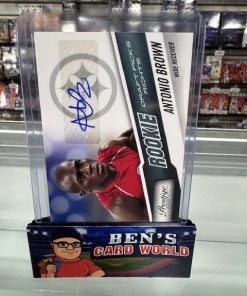 ROOKIE
DRAFT PICKS
RIGHTS
ANTONIO BROWN
WIDE RECEIVER
Prestige
BEN'S
CARD WORLD